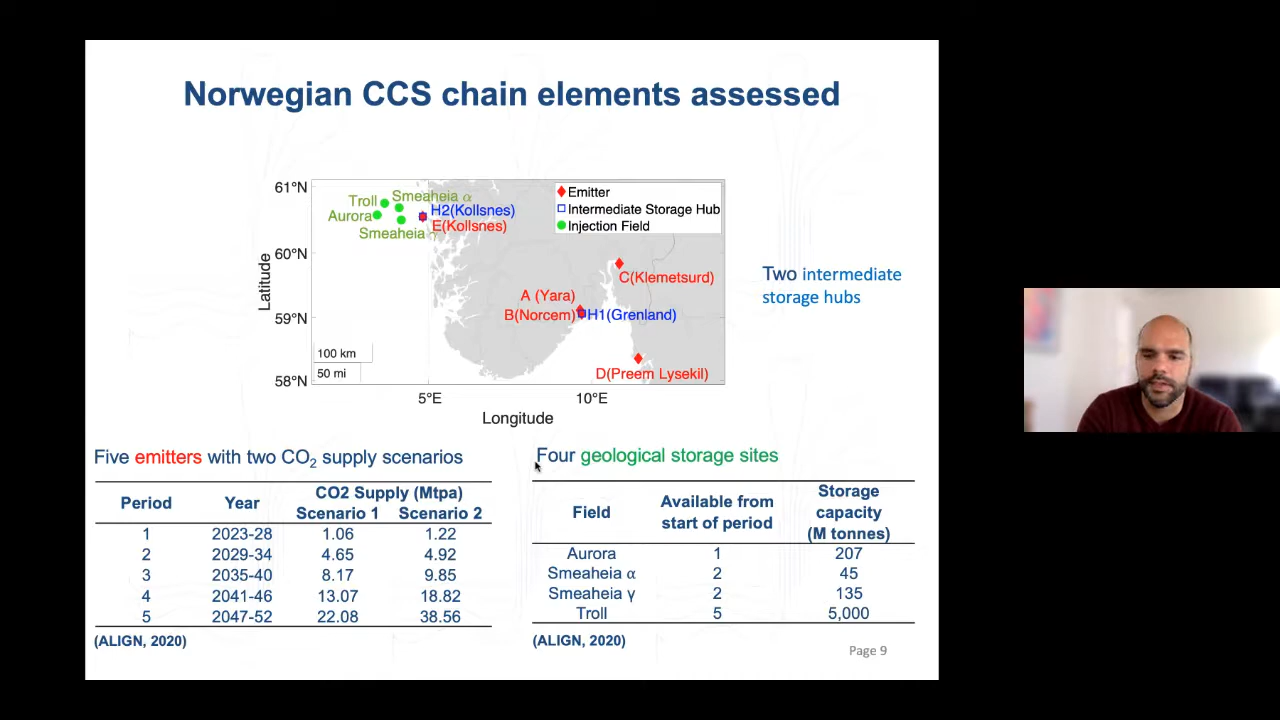 Norwegian CCS chain elements assessed
61°N
60°N
59°N
58°N
Latitude
Troll
Smeaheia α
Aurora
Smeaheia γ
H2(Kollsnes)
E(Kollsnes)
Emitter
Intermediate Storage Hub
Injection Field
C(Klemetsurd)
A (Yara)
B(Norcem)
H1(Grenland)
D(Preem Lysekil)
100 km
50 mi
5°E
10°E
Longitude
Two intermediate
storage hubs
Five emitters with two CO2 supply scenarios
Period Year CO2 Supply (Mtpa)
Scenario 1 Scenario 2
1 2023-28 1.06 1.22
2 2029-34 4.65 4.92
3 2035-40 8.17 9.85
4 2041-46 13.07 18.82
5 2047-52 22.08 38.56
(ALIGN, 2020)
Four geological storage sites
Field Available from start of period Storage capacity (M tonnes)
Aurora 1 207
Smeaheia α 2 45
Smeaheia γ 2 135
Troll 5 5,000
(ALIGN, 2020)
Page 9